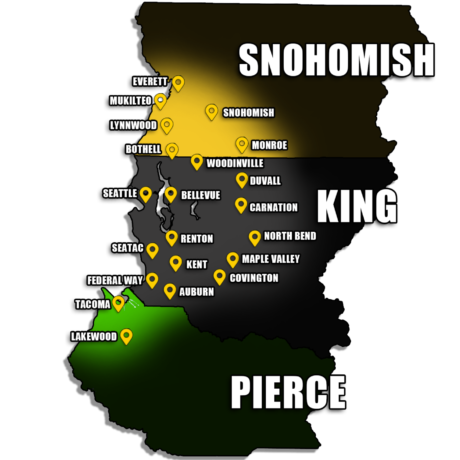 SNOHOMISH
EVERETT
MUKILTEO
SNOHOMISH
LYNNWOOD
BOTHELL
MONROE
WOODINVILLE
DUVALL
SEATTLE
BELLEVUE
CARNATION
KING
RENTON
NORTH BEND
SEATAC
MAPLE VALLEY
KENT
FEDERAL WAY
COVINGTON
AUBURN
TACOMA
LAKEWOOD
PIERCE